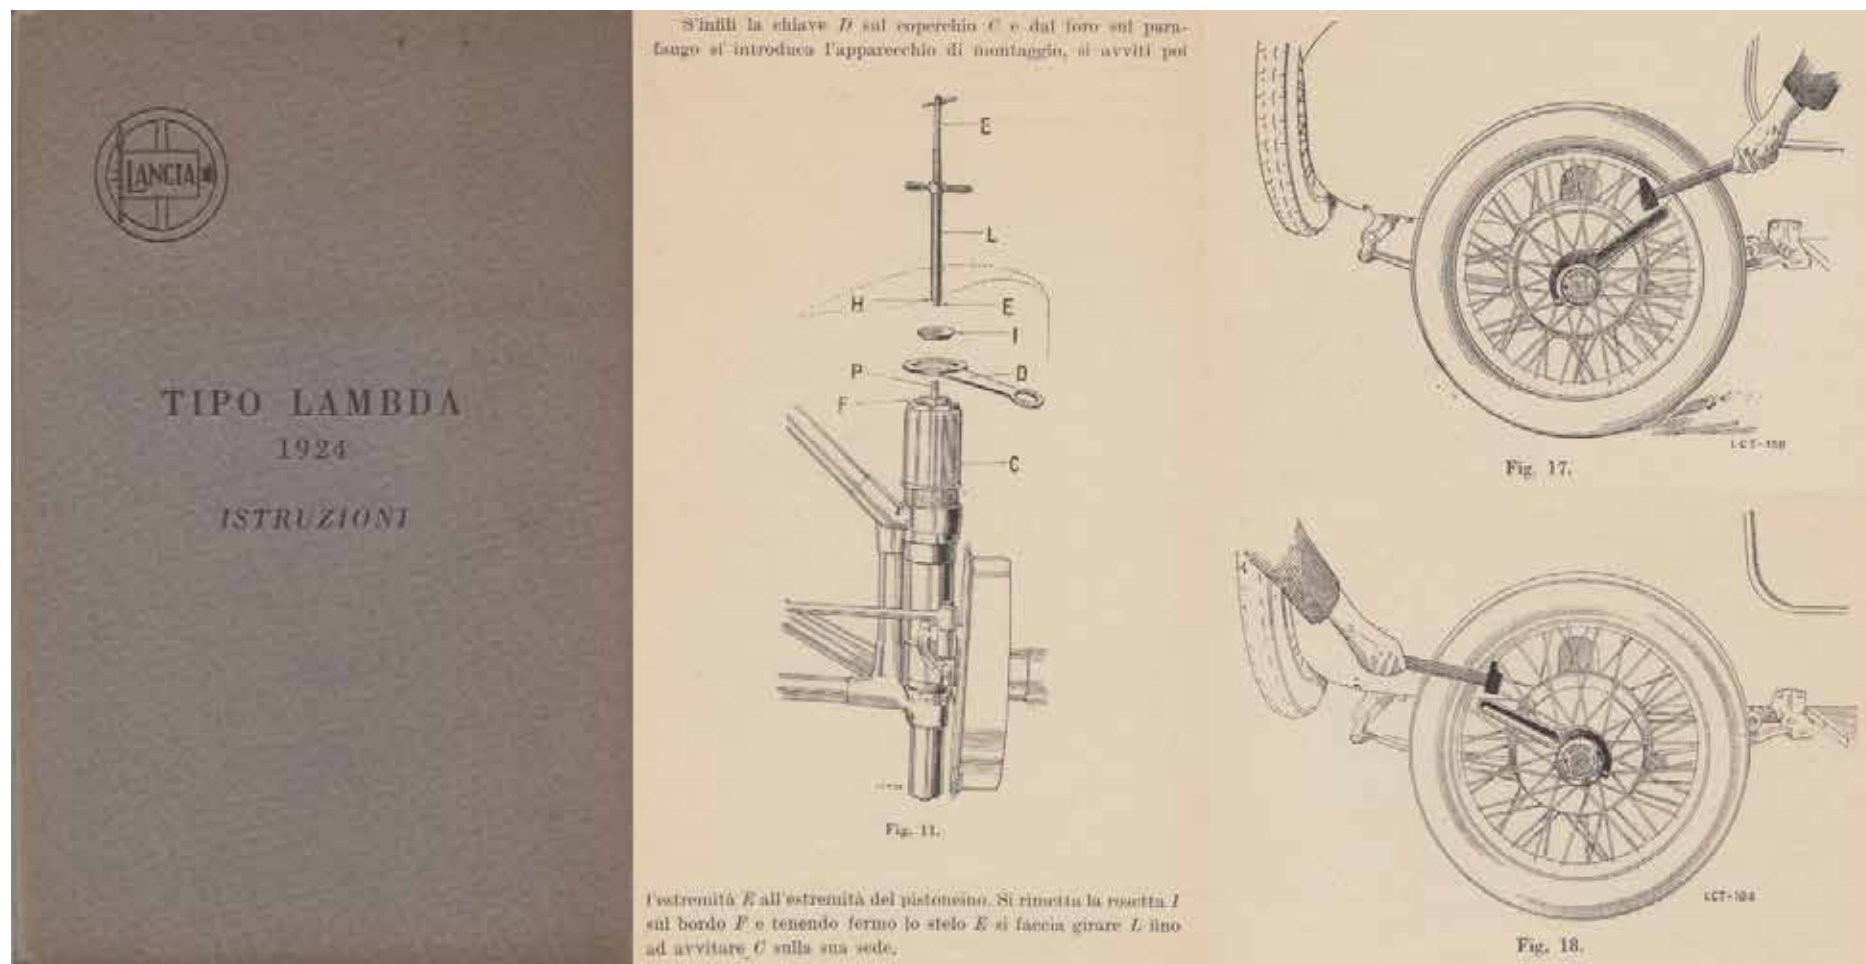 LANCIA
TIPO LAMBDA
1924
ISTRUZIONI
S'infili la chiave D sul coperchio C e dal foro sul para-
fango si introduca l'apparecchio di montaggio, si avviti poi
E
L
H
E
I
P
D
F
C
Fig. 11.
l'estremità E all'estremità del pistoncino. Si rimetta la rosetta I
sul bordo F e tenendo fermo lo stelo E si faccia girare L fino
ad avvitare C sulla sua sede.
Fig. 17.
LCT-104
Fig. 18.